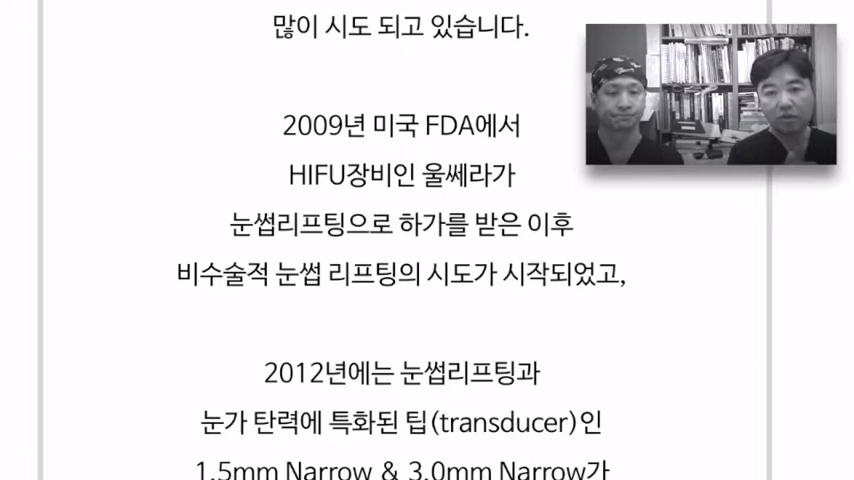 많이 시도 되고 있습니다.
2009년 미국 FDA에서
HIFU장비인 울쎄라가
눈썹리프팅으로 하가를 받은 이후
비수술적 눈썹 리프팅의 시도가 시작되었고,
2012년에는 눈썹리프팅과
눈가 탄력에 특화된 팁(transducer)인
1.5mm Narrow & 3.0mm Narrow가